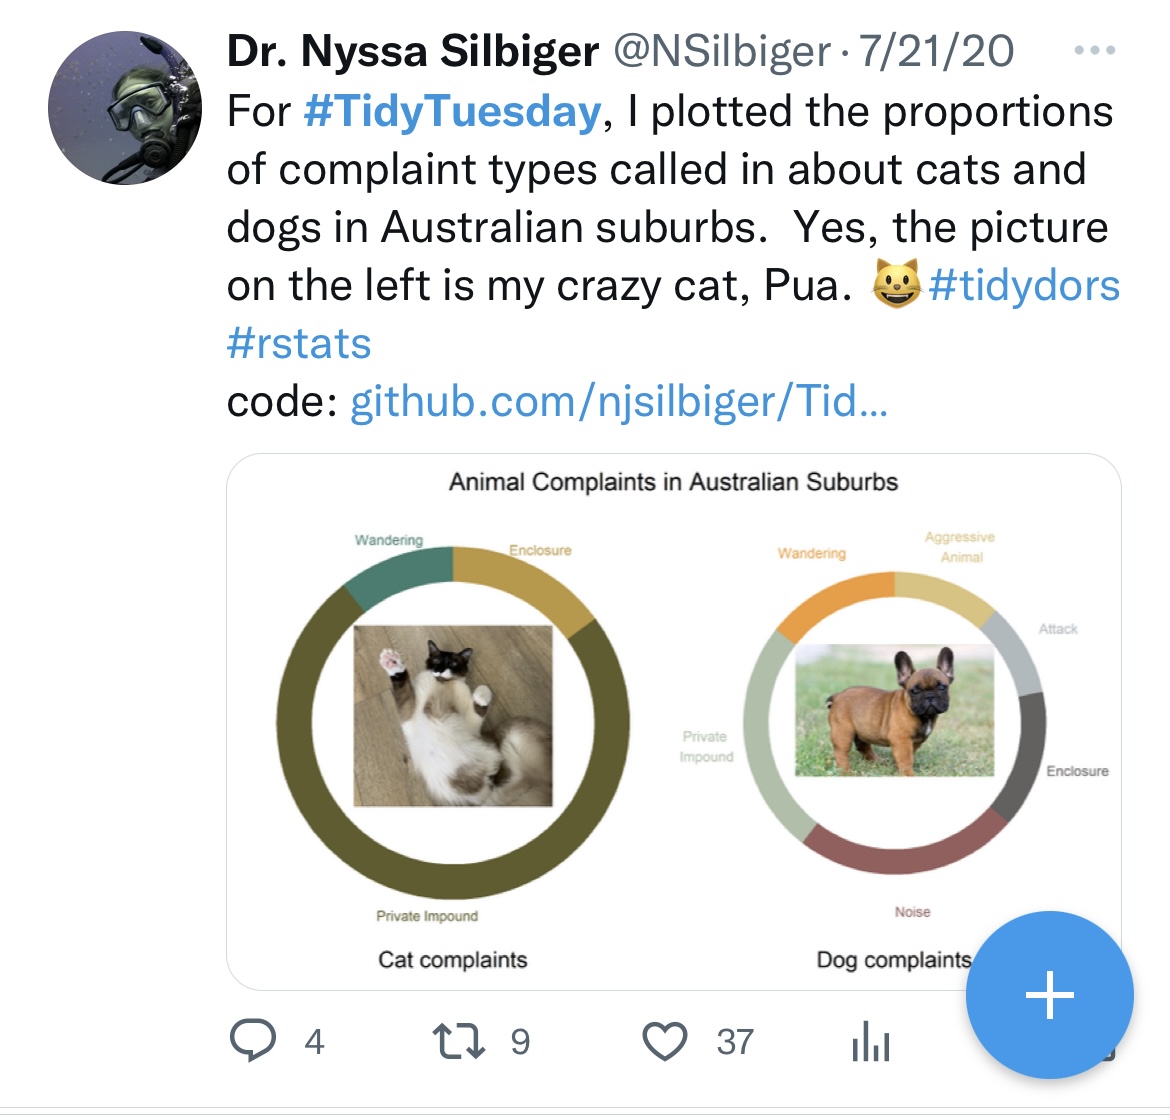 Dr. Nyssa Silbiger @NSilbiger · 7/21/20
For #TidyTuesday, I plotted the proportions
of complaint types called in about cats and
dogs in Australian suburbs.  Yes, the picture
on the left is my crazy cat, Pua. 😺 #tidydors
#rstats
code: github.com/njsilbiger/Tid...
Animal Complaints in Australian Suburbs
Wandering
Enclosure
Private Impound
Cat complaints
Wandering
Aggressive
Animal
Attack
Private
Impound
Enclosure
Noise
Dog complaints
4
9
37